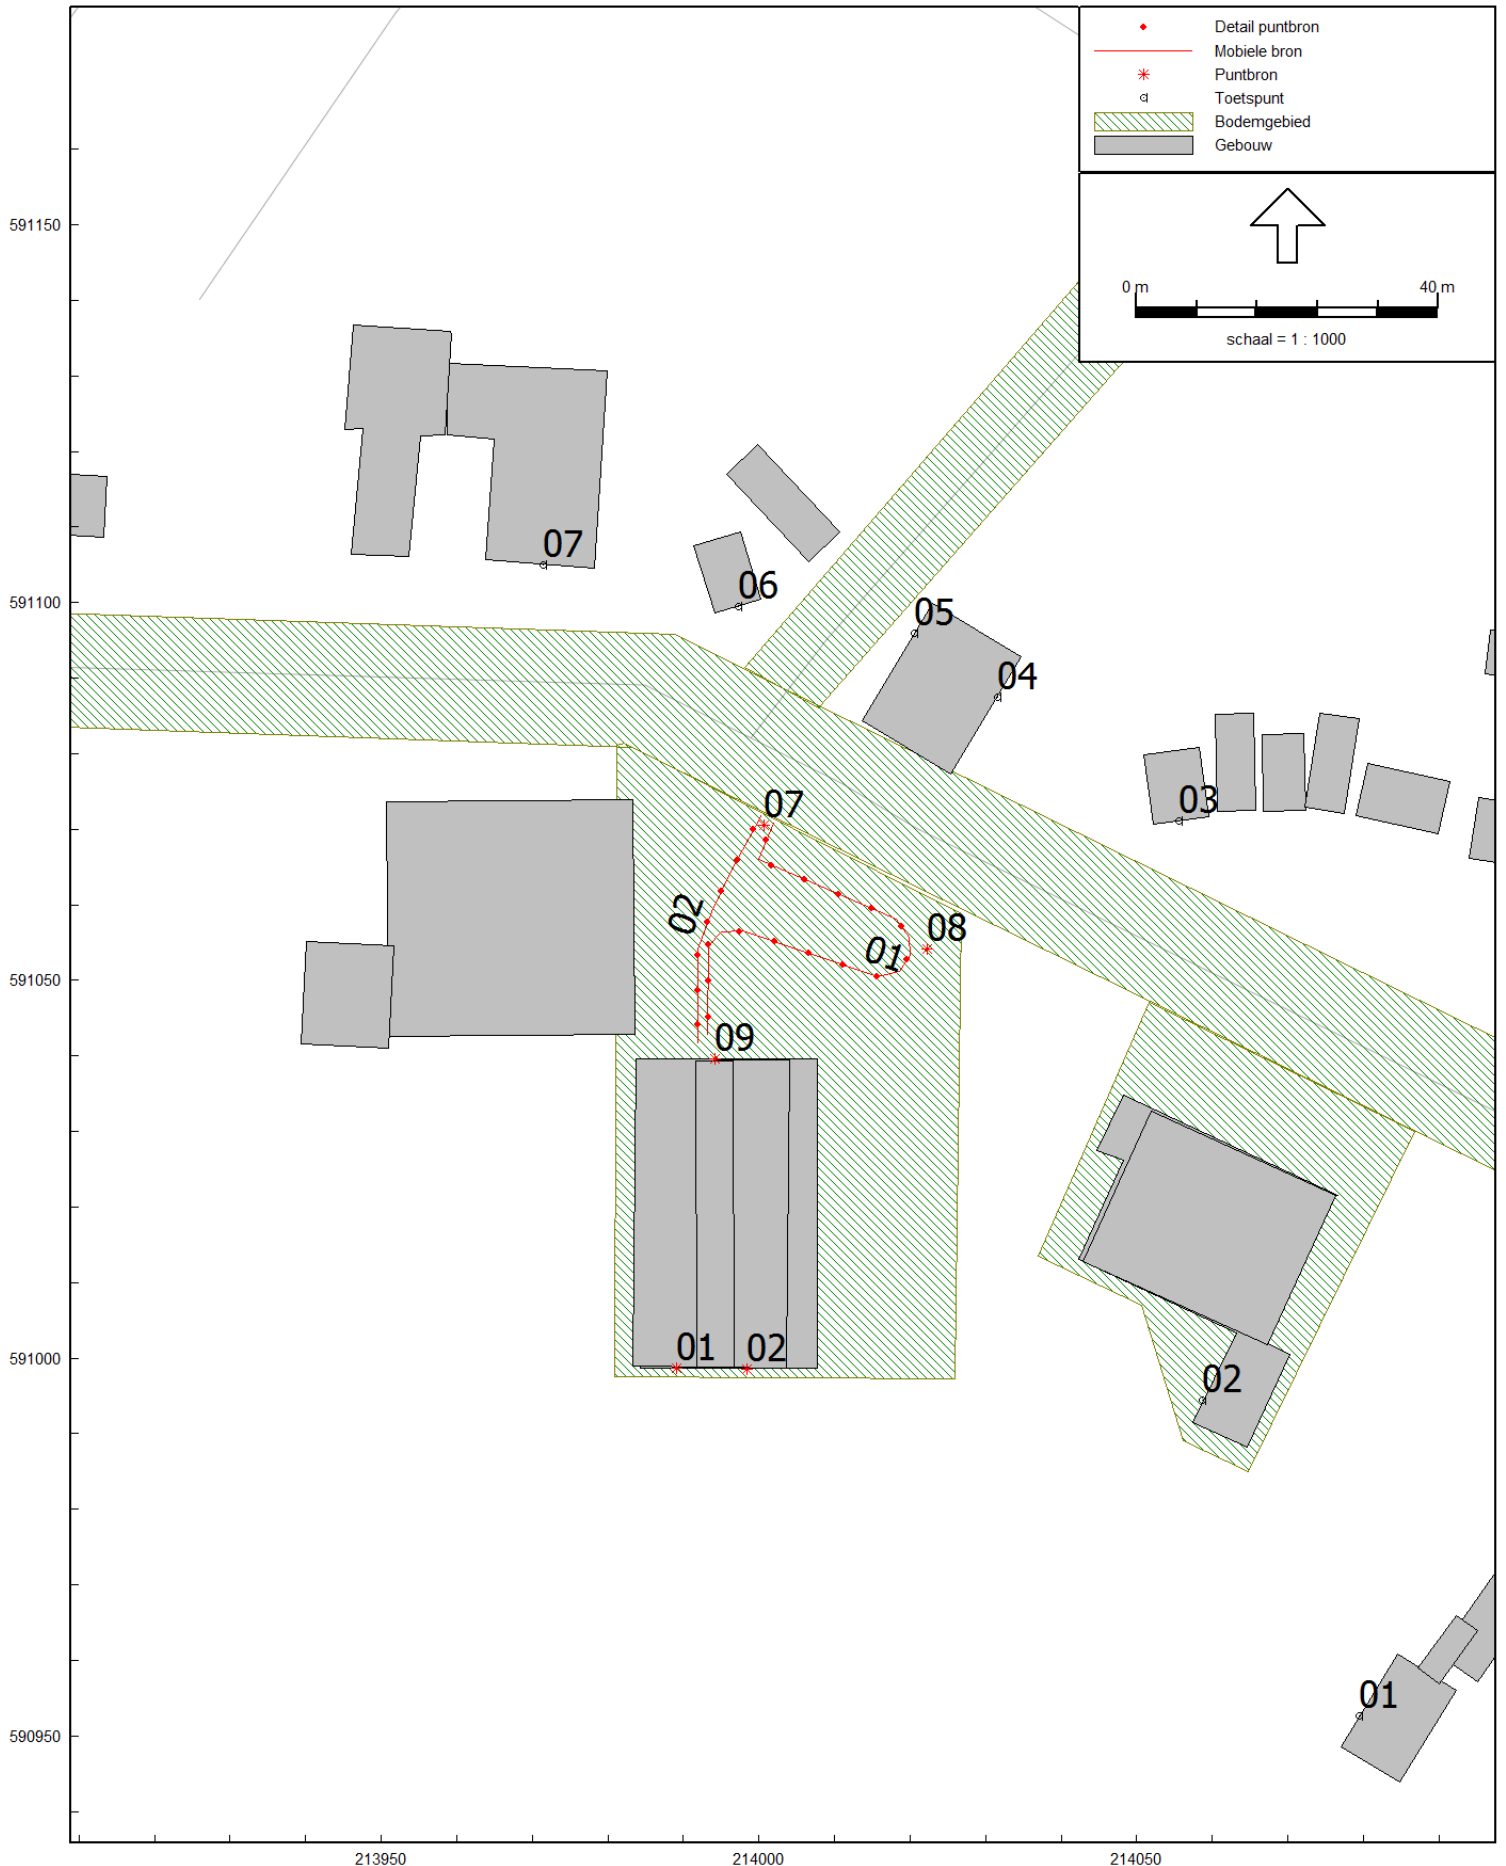 Detail puntbron
Mobiele bron
Puntbron
Toetspunt
Bodemgebied
Gebouw
591150
0 m 40 m
schaal = 1 : 1000
07
06
591100
05
04
03
07
02
01
08
591050
09
591000
01 02
02
01
590950
213950 214000 214050